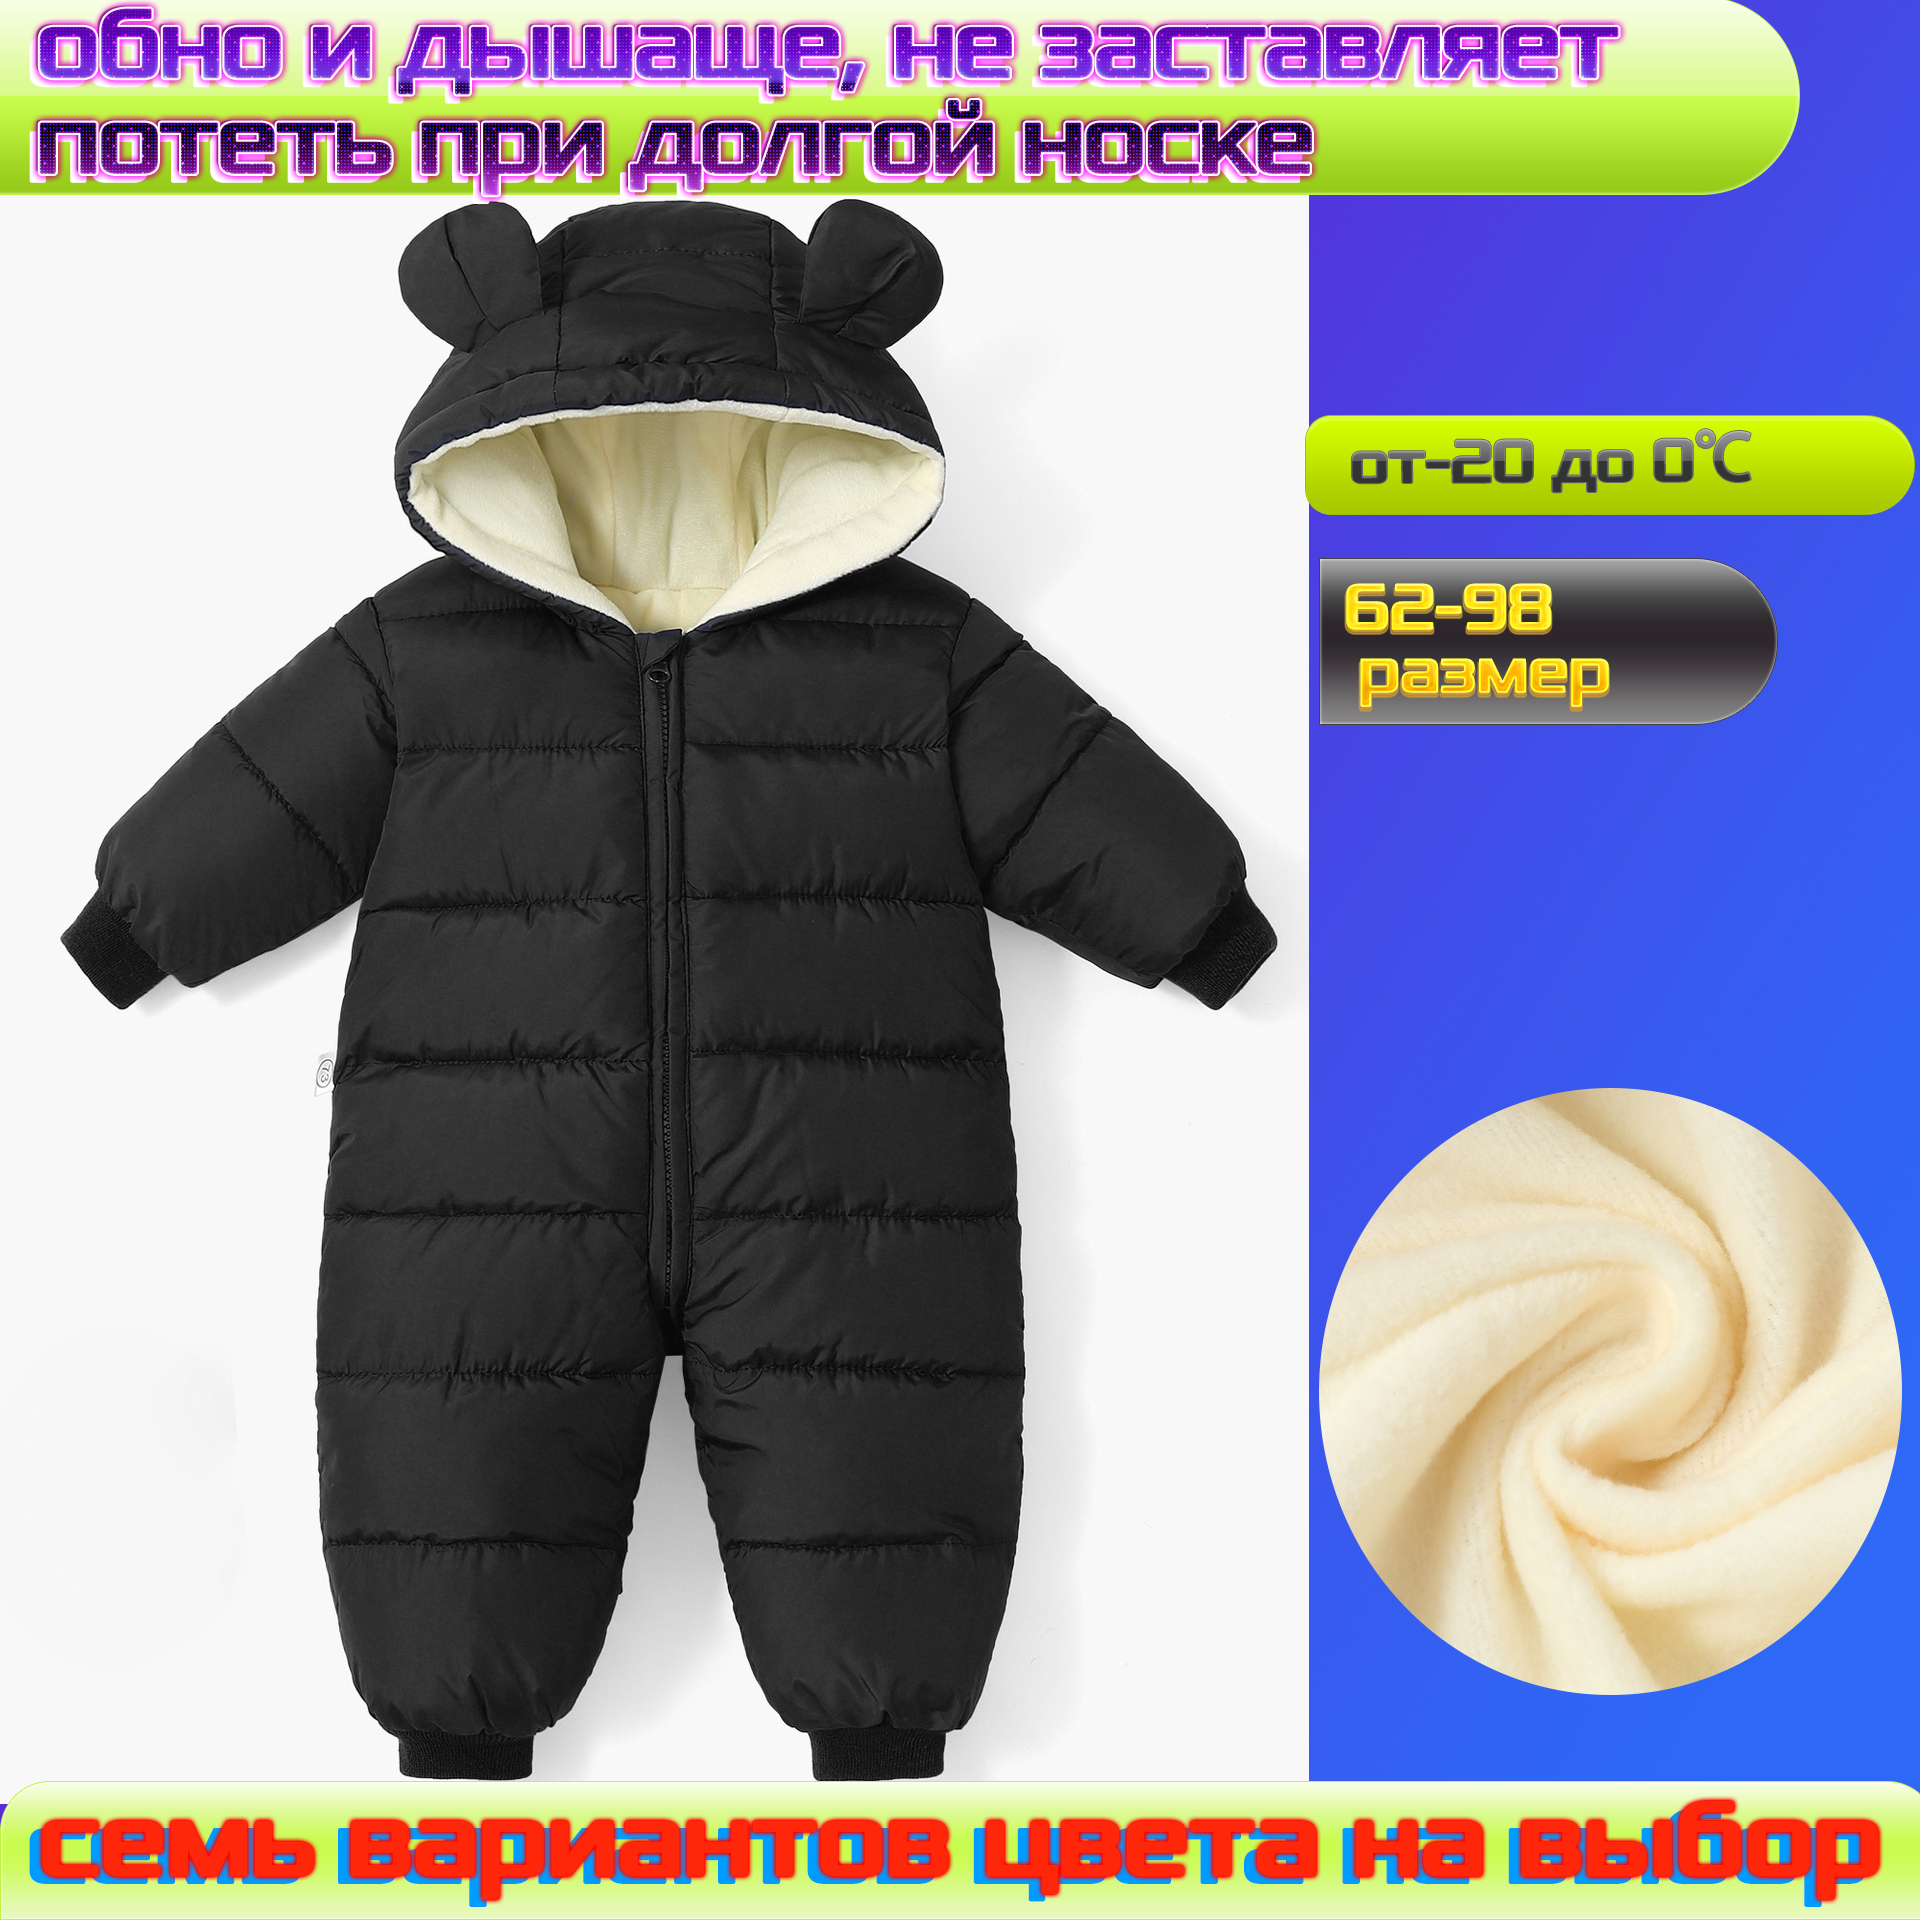 обно и дышаще, не заставляет
потеть при долгой носке
от-20 до 0℃
62-98
размер
73
семь вариантов цвета на выбор